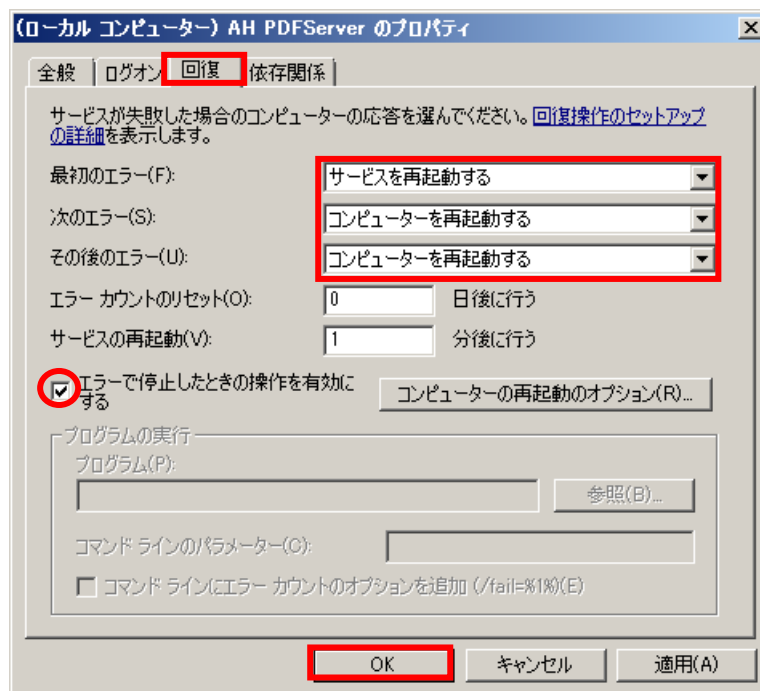 (ローカル コンピューター) AH PDFServer のプロパティ
全般 ログオン 回復 依存関係
サービスが失敗した場合のコンピューターの応答を選んでください。回復操作のセットアップ
の詳細を表示します。
最初のエラー(F): サービスを再起動する
次のエラー(S): コンピューターを再起動する
その後のエラー(U): コンピューターを再起動する
エラー カウントのリセット(O): 0 日後に行う
サービスの再起動(V): 1 分後に行う
エラーで停止したときの操作を有効に
する
コンピューターの再起動のオプション(R)...
プログラムの実行
プログラム(P):
参照(B)...
コマンド ラインのパラメーター(C):
コマンド ラインにエラー カウントのオプションを追加 (/fail=%1%)(E)
OK キャンセル 適用(A)